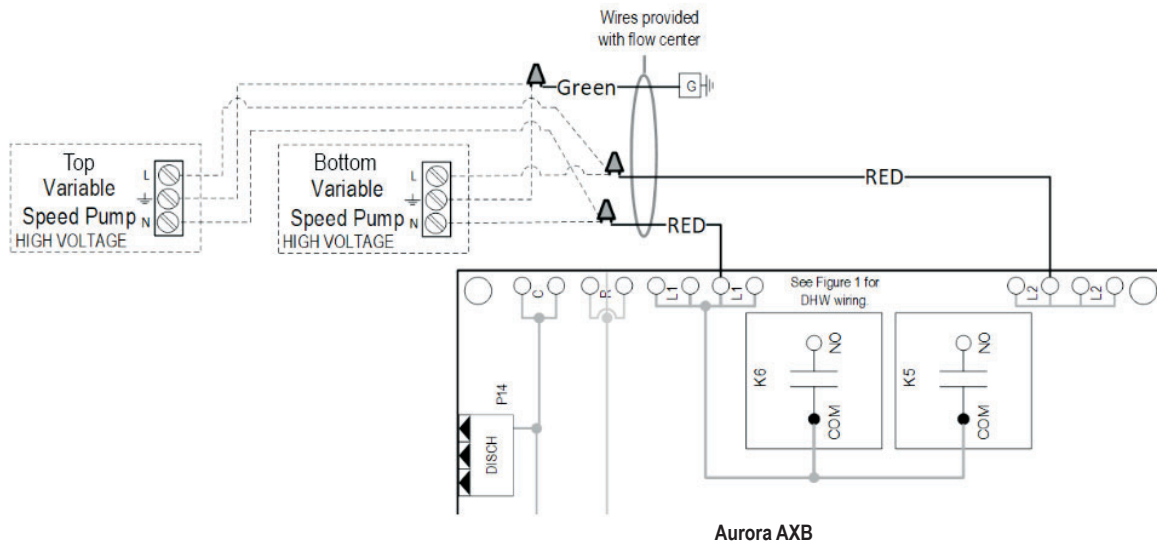 Wires provided
with flow center
Green
G
Top
Variable
Speed Pump
HIGH VOLTAGE
L
N
Bottom
Variable
Speed Pump
HIGH VOLTAGE
L
N
RED
RED
C
R
L1
L1
See Figure 1 for
DHW wiring.
L2
L2
K6
NO
COM
K5
NO
COM
P14
DISCH
Aurora AXB